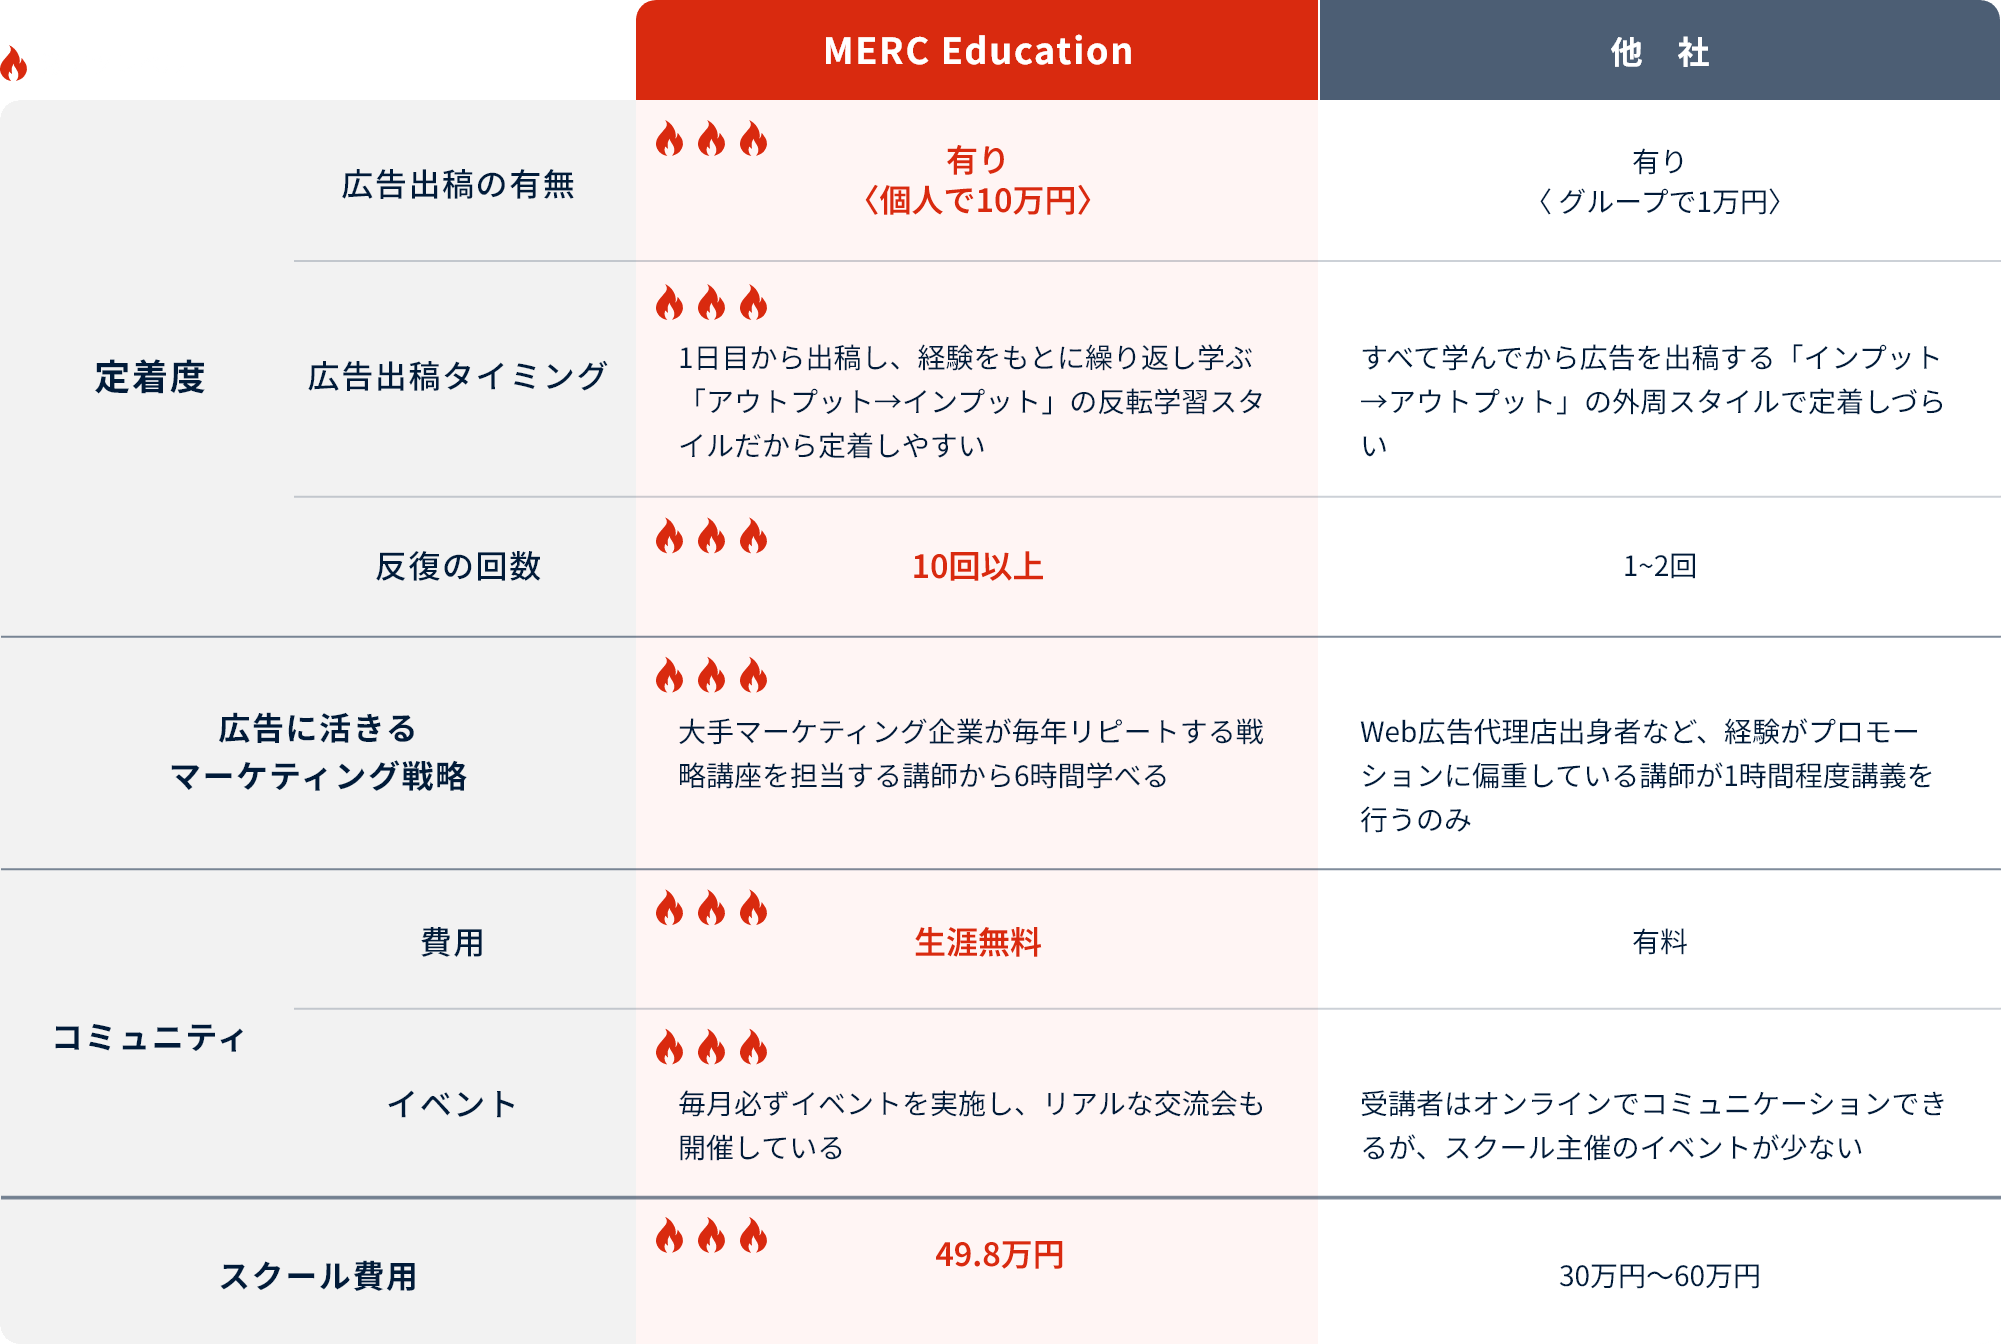 MERC Education
他　社
定着度
広告出稿の有無
有り
〈個人で10万円〉
有り
〈 グループで1万円〉
広告出稿タイミング
1日目から出稿し、経験をもとに繰り返し学ぶ
「アウトプット→インプット」の反転学習スタ
イルだから定着しやすい
すべて学んでから広告を出稿する「インプット
→アウトプット」の外周スタイルで定着しづら
い
反復の回数
10回以上
1~2回
広告に活きる
マーケティング戦略
大手マーケティング企業が毎年リピートする戦
略講座を担当する講師から6時間学べる
Web広告代理店出身者など、経験がプロモー
ションに偏重している講師が1時間程度講義を
行うのみ
コミュニティ
費用
生涯無料
有料
イベント
毎月必ずイベントを実施し、リアルな交流会も
開催している
受講者はオンラインでコミュニケーションでき
るが、スクール主催のイベントが少ない
スクール費用
49.8万円
30万円〜60万円